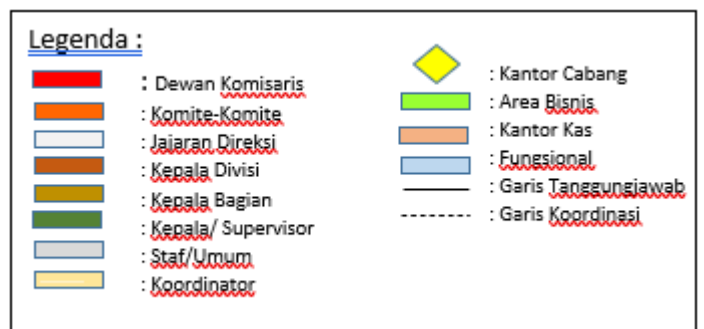 Legenda :
: Dewan Komisaris
: Komite-Komite
: Jajaran Direksi
: Kepala Divisi
: Kepala Bagian
: Kepala/ Supervisor
: Staf/Umum
: Koordinator
: Kantor Cabang
: Area Bisnis
: Kantor Kas
: Fungsional
: Garis Tanggungjawab
: Garis Koordinasi